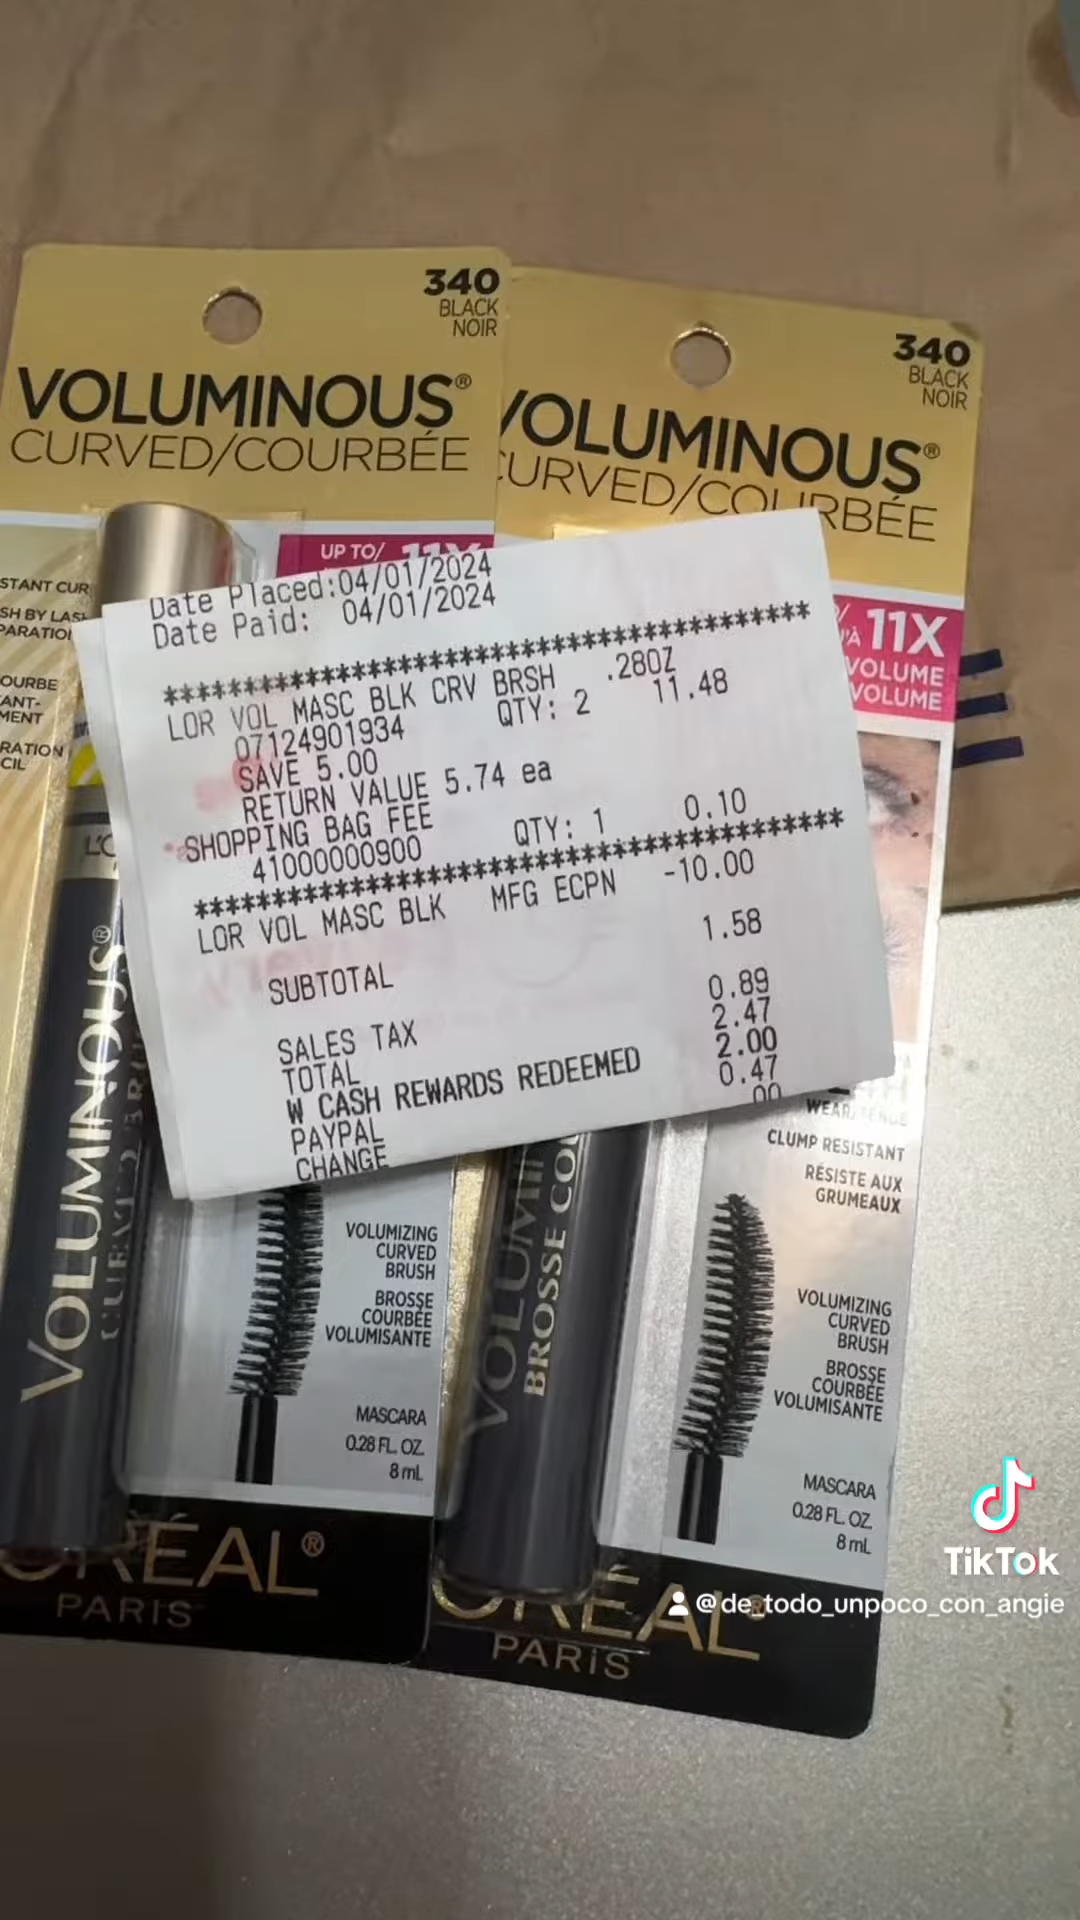 340
BLACK
NOIR
VOLUMINOUS®
CURVED/COURBÉE
UP TO/ 11X
340
BLACK
NOIR
VOLUMINOUS®
CURVED/COURBÉE
11X
VOLUME
VOLUME
Date Placed:04/01/2024
Date Paid: 04/01/2024
****************************************
LOR VOL MASC BLK CRV BRSH .28OZ
07124901934 QTY: 2 11.48
SAVE 5.00
RETURN VALUE 5.74 ea
SHOPPING BAG FEE
41000000900 QTY: 1 0.10
****************************************
LOR VOL MASC BLK MFG ECPN -10.00
SUBTOTAL 1.58
SALES TAX 0.89
TOTAL 2.47
W CASH REWARDS REDEEMED 2.00
PAYPAL 0.47
CHANGE .00
VOLUMINOUS®
VOLUMIZING
CURVED
BRUSH
BROSSE
COURBÉE
VOLUMISANTE
MASCARA
0.28 FL. OZ.
8 mL
ORÉAL®
PARIS
CLUMP RESISTANT
RÉSISTE AUX
GRUMEAUX
BROSSE CO
VOLUMIZING
CURVED
BRUSH
BROSSE
COURBÉE
VOLUMISANTE
MASCARA
0.28 FL. OZ.
8 mL
ORÉAL
PARIS
TikTok
@de_todo_unpoco_con_angie